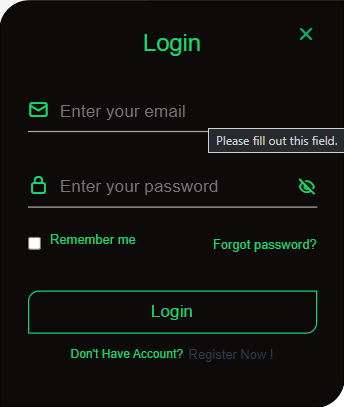 Login
Enter your email
Please fill out this field.
Enter your password
Remember me
Forgot password?
Login
Don't Have Account? Register Now !